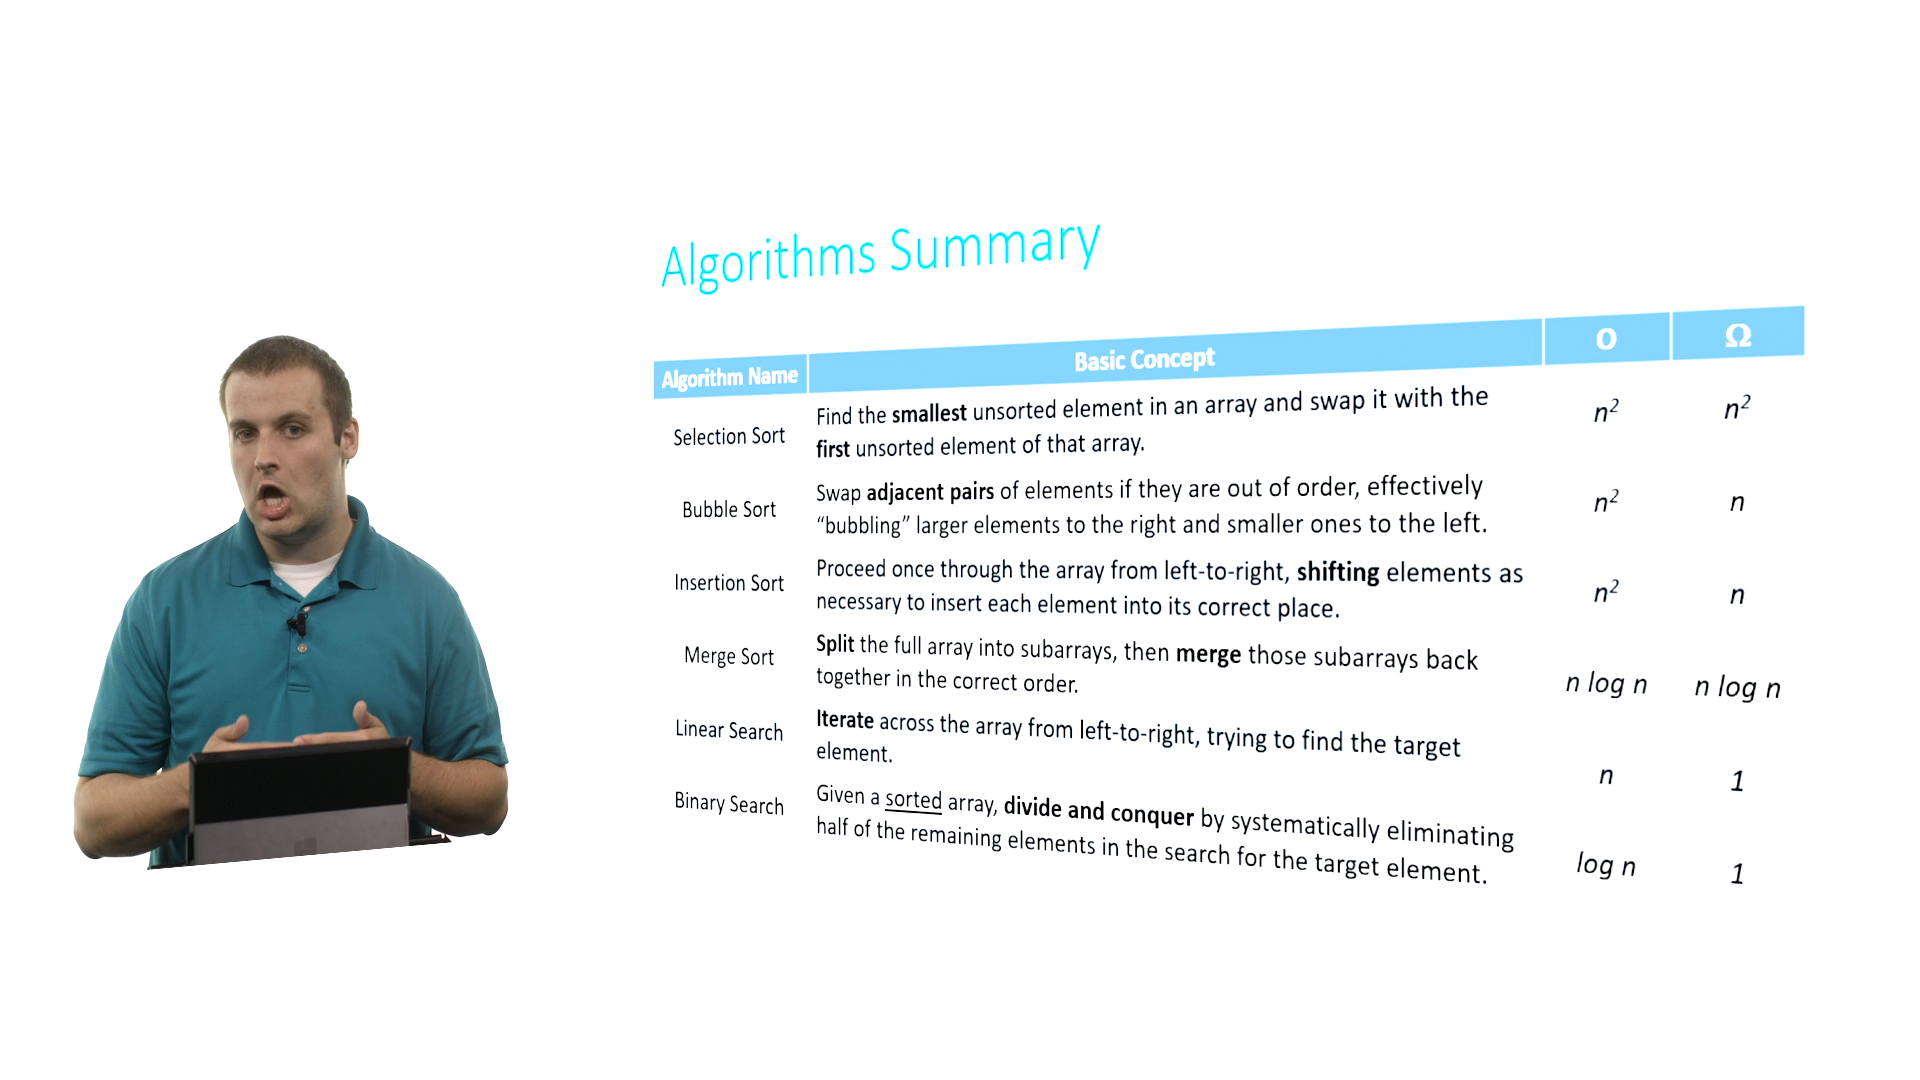 Algorithms Summary
Algorithm Name Basic Concept O Ω
Selection Sort
Find the smallest unsorted element in an array and swap it with the
first unsorted element of that array.
n² n²
Bubble Sort
Swap adjacent pairs of elements if they are out of order, effectively
“bubbling” larger elements to the right and smaller ones to the left.
n² n
Insertion Sort
Proceed once through the array from left-to-right, shifting elements as
necessary to insert each element into its correct place.
n² n
Merge Sort
Split the full array into subarrays, then merge those subarrays back
together in the correct order.
n log n n log n
Linear Search
Iterate across the array from left-to-right, trying to find the target
element.
n 1
Binary Search
Given a sorted array, divide and conquer by systematically eliminating
half of the remaining elements in the search for the target element.
log n 1